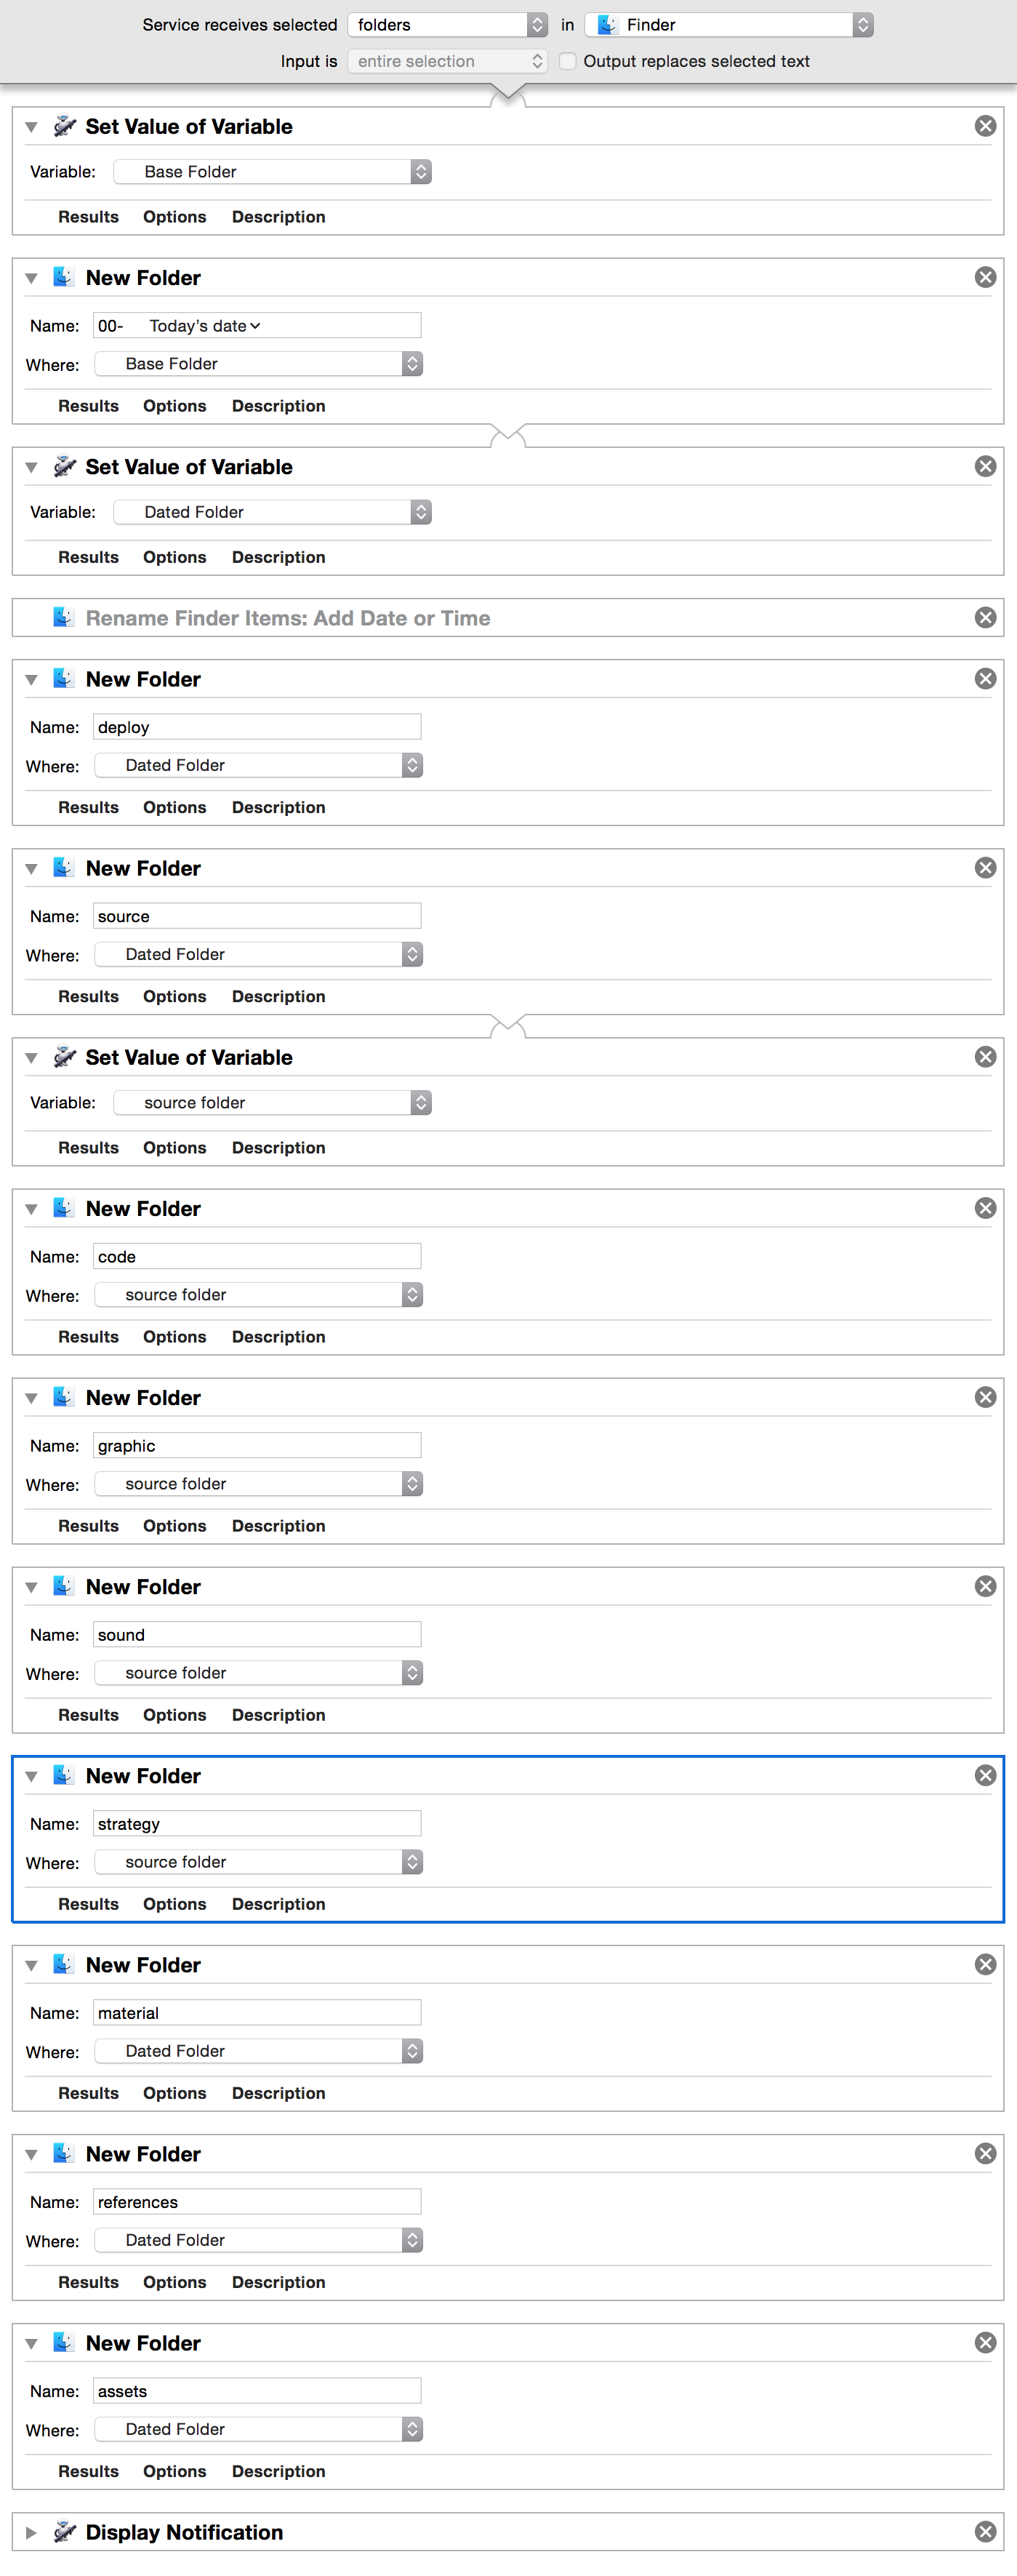 Service receives selected folders in Finder
Input is entire selection Output replaces selected text
Set Value of Variable
Variable: Base Folder
Results Options Description
New Folder
Name: 00- Today's date
Where: Base Folder
Results Options Description
Set Value of Variable
Variable: Dated Folder
Results Options Description
Rename Finder Items: Add Date or Time
New Folder
Name: deploy
Where: Dated Folder
Results Options Description
New Folder
Name: source
Where: Dated Folder
Results Options Description
Set Value of Variable
Variable: source folder
Results Options Description
New Folder
Name: code
Where: source folder
Results Options Description
New Folder
Name: graphic
Where: source folder
Results Options Description
New Folder
Name: sound
Where: source folder
Results Options Description
New Folder
Name: strategy
Where: source folder
Results Options Description
New Folder
Name: material
Where: Dated Folder
Results Options Description
New Folder
Name: references
Where: Dated Folder
Results Options Description
New Folder
Name: assets
Where: Dated Folder
Results Options Description
Display Notification